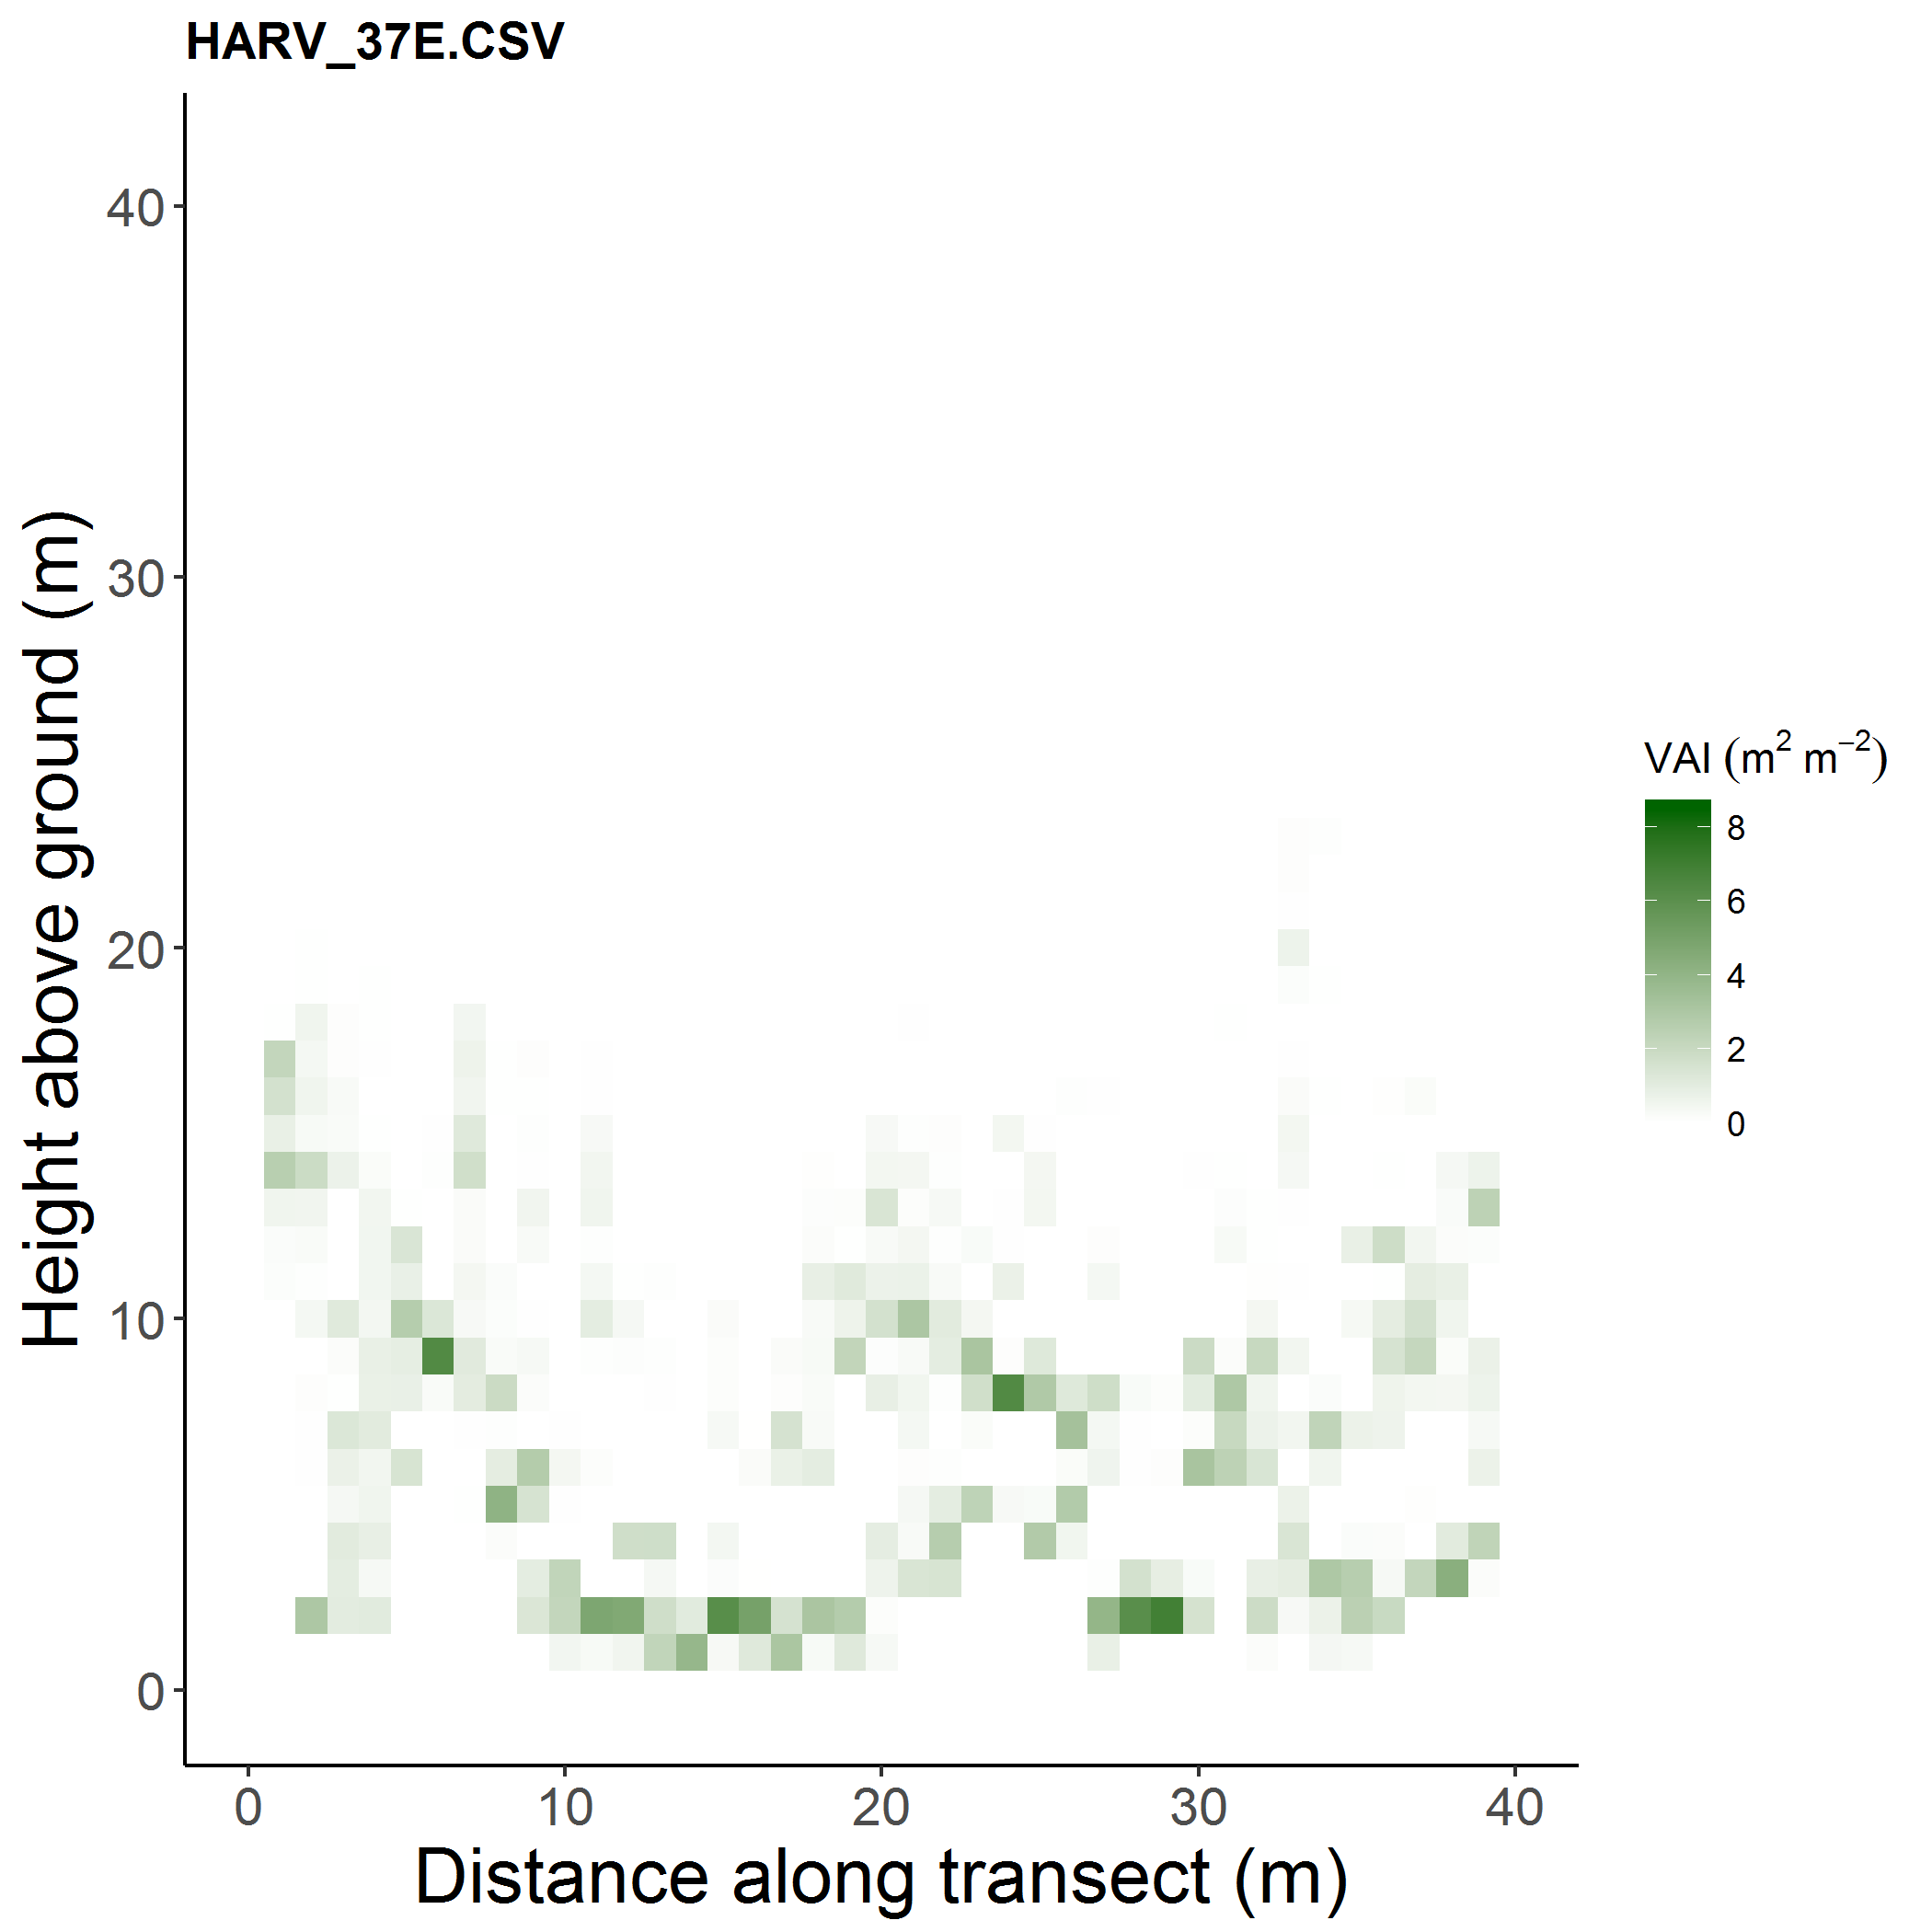 HARV_37E.CSV
40
30
20
10
0
Height above ground (m)
0 10 20 30 40
Distance along transect (m)
VAI (m² m⁻²)
8
6
4
2
0